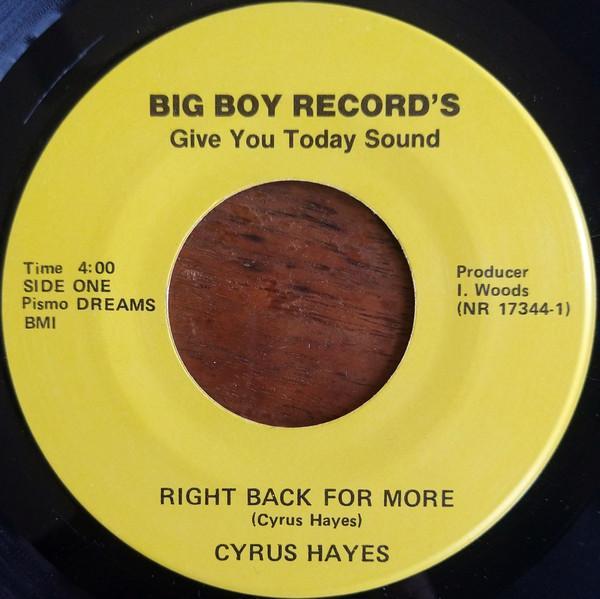 BIG BOY RECORD'S
Give You Today Sound
Time 4:00
SIDE ONE
Pismo DREAMS
BMI
Producer
I. Woods
(NR 17344-1)
RIGHT BACK FOR MORE
(Cyrus Hayes)
CYRUS HAYES